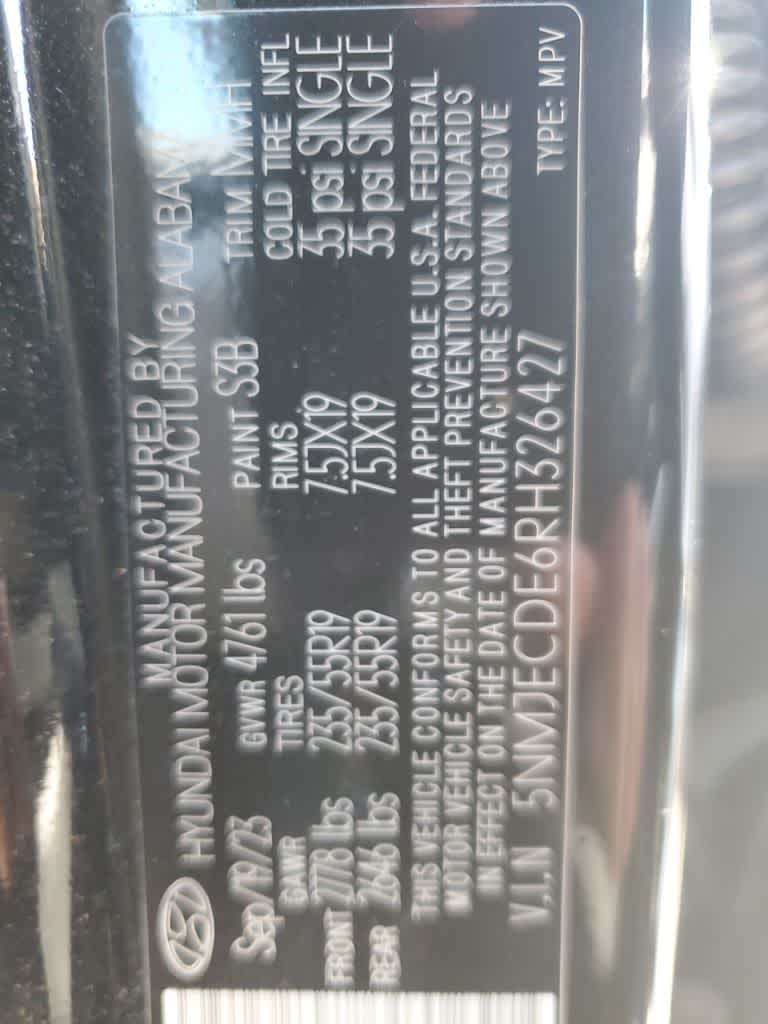 MANUFACTURED BY
HYUNDAI MOTOR MANUFACTURING ALABAMA
Sep/19/23 GVWR 4761 lbs PAINT S3B TRIM MMH
GAWR TIRES RIMS COLD TIRE INFL
FRONT 2778 lbs 235/55R19 7.5JX19 35 psi SINGLE
REAR 2646 lbs 235/55R19 7.5JX19 35 psi SINGLE
THIS VEHICLE CONFORMS TO ALL APPLICABLE U.S.A. FEDERAL
MOTOR VEHICLE SAFETY AND THEFT PREVENTION STANDARDS
IN EFFECT ON THE DATE OF MANUFACTURE SHOWN ABOVE
V.I.N 5NMJECDE6RH326427 TYPE: MPV